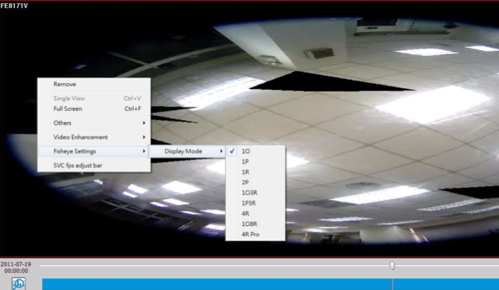 FE8171V
Remove
Single View Ctrl+V
Full Screen Ctrl+F
Others
Video Enhancement
Fisheye Settings
SVC fps adjust bar
Display Mode
1O
1P
1R
2P
1O3R
1P3R
4R
1O8R
4R Pro
2011-07-19
00:00:00